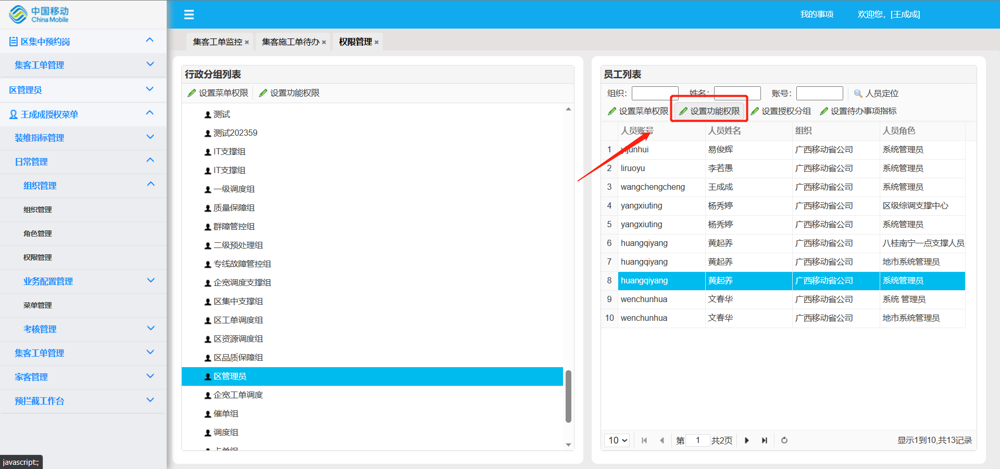 中国移动
China Mobile
我的事项 欢迎您，[王成成]
区集中预约岗
集客工单管理
区管理员
王成成授权菜单
装维指标管理
日常管理
组织管理
组织管理
角色管理
权限管理
业务配置管理
菜单管理
考核管理
集客工单管理
家客管理
预拦截工作台
javascript:;
集客工单监控 集客施工单待办 权限管理
行政分组列表
设置菜单权限 设置功能权限
测试
测试202359
IT支撑组
IT支撑组
一级调度组
质量保障组
群障管控组
二级预处理组
专线故障管控组
企宽调度支撑组
区集中支撑组
区工单调度组
区资源调度组
区品质保障组
区管理员
企宽工单调度
催单组
调度组
员工列表
组织： 姓名： 账号： 人员定位
设置菜单权限 设置功能权限 设置授权分组 设置待办事项指标
人员账号 人员姓名 组织 人员角色
1 yijunhui 易俊辉 广西移动省公司 系统管理员
2 liruoyu 李若愚 广西移动省公司 系统管理员
3 wangchengcheng 王成成 广西移动省公司 系统管理员
4 yangxiuting 杨秀婷 广西移动省公司 区级综调支撑中心
5 yangxiuting 杨秀婷 广西移动省公司 系统管理员
6 huangqiyang 黄起养 广西移动省公司 八桂南宁一点支撑人员
7 huangqiyang 黄起养 广西移动省公司 地市系统管理员
8 huangqiyang 黄起养 广西移动省公司 系统管理员
9 wenchunhua 文春华 广西移动省公司 系统 管理员
10 wenchunhua 文春华 广西移动省公司 地市系统管理员
10 第 1 共2页 显示1到10,共13记录